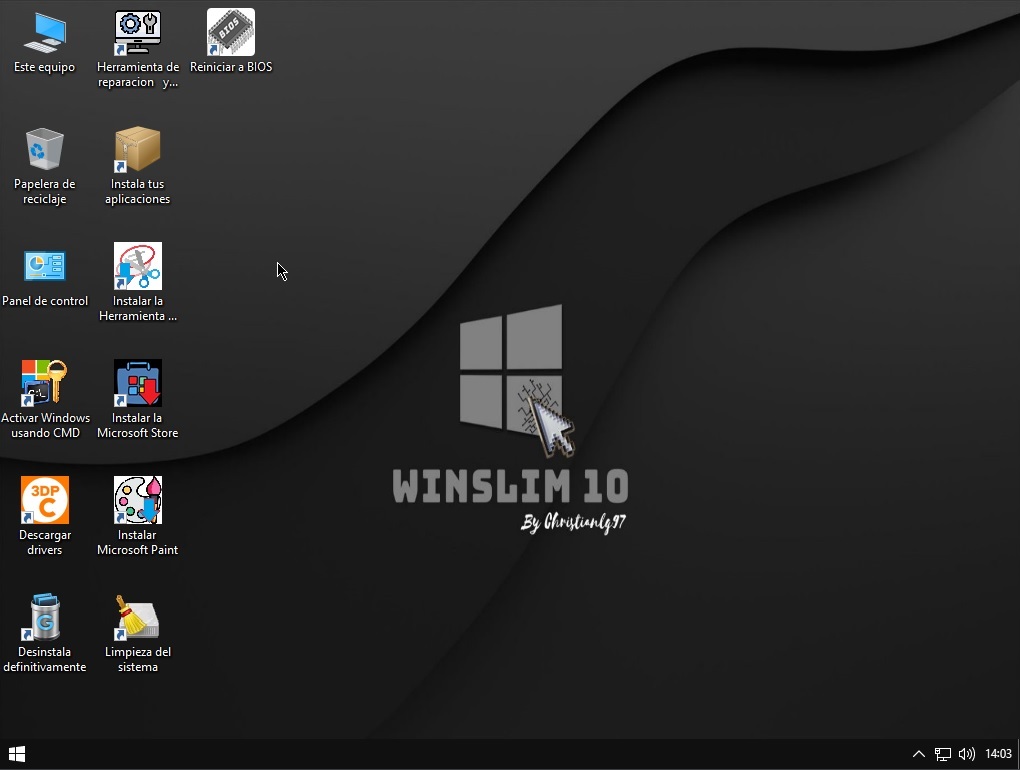 Este equipo
Herramienta de
reparacion y...
Reiniciar a BIOS
BIOS
Papelera de
reciclaje
Instala tus
aplicaciones
Panel de control
Instalar la
Herramienta ...
C:\_
Activar Windows
usando CMD
Instalar la
Microsoft Store
3DP
C
Descargar
drivers
Instalar
Microsoft Paint
G
Desinstala
definitivamente
Limpieza del
sistema
WINSLIM 10
By Christianlg97
14:03